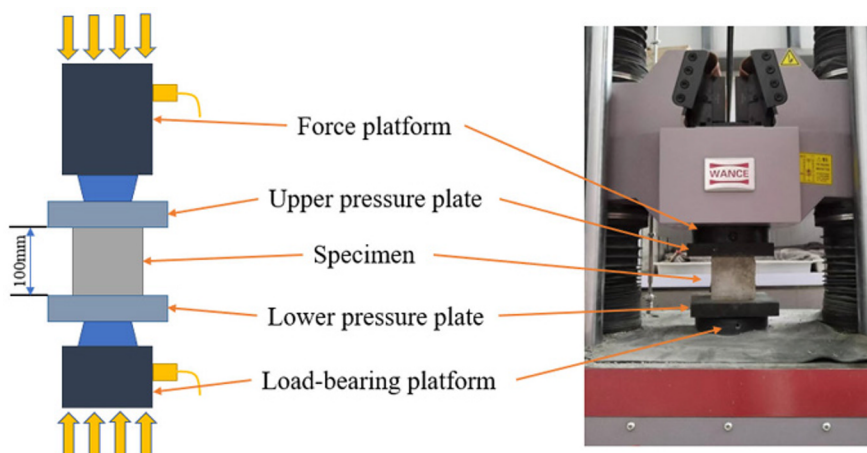 Force platform
Upper pressure plate
100mm
Specimen
Lower pressure plate
Load-bearing platform
WANCE